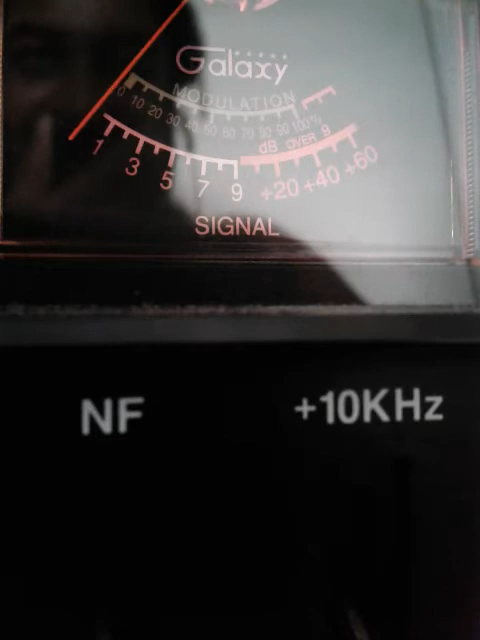 Galaxy
MODULATION
0 10 20 30 40 50 60 70 80 90 100%
dB OVER 9
1 3 5 7 9 +20 +40 +60
SIGNAL
NF +10KHz